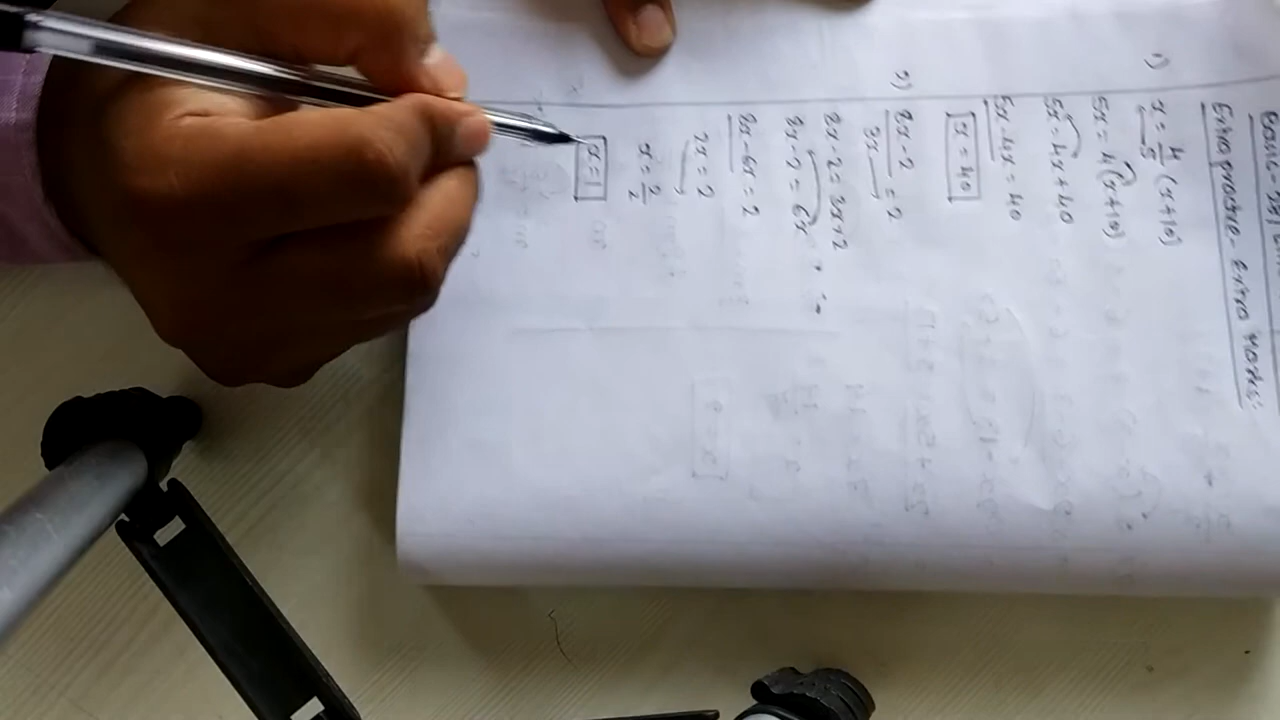 Extra practre - Extra Marks:
1) x = 4/5 (x+10)
5x = 4(x+10)
5x = 4x+40
5x-4x = 40
x = 40
2) 8x-2/3x = 2
8x-2 = 3x×2
8x-2 = 6x
8x-6x = 2
2x = 2
x = 2/2
x = 1